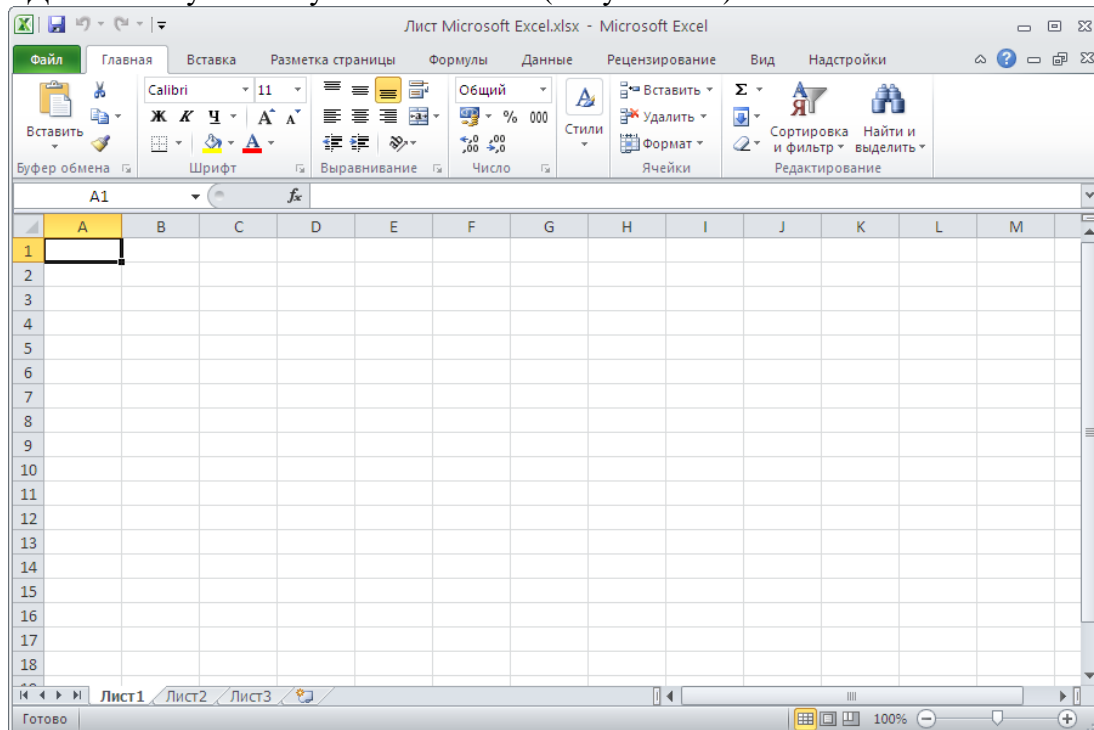 Лист Microsoft Excel.xlsx - Microsoft Excel
Файл Главная Вставка Разметка страницы Формулы Данные Рецензирование Вид Надстройки
Вставить
Буфер обмена
Calibri 11
Ж К Ч
Шрифт
Выравнивание
Общий
% 000
Число
Стили
Вставить
Удалить
Формат
Ячейки
Σ
Сортировка и фильтр
Найти и выделить
Редактирование
A1 fx
A B C D E F G H I J K L M
1
2
3
4
5
6
7
8
9
10
11
12
13
14
15
16
17
18
Лист1 Лист2 Лист3
Готово 100%